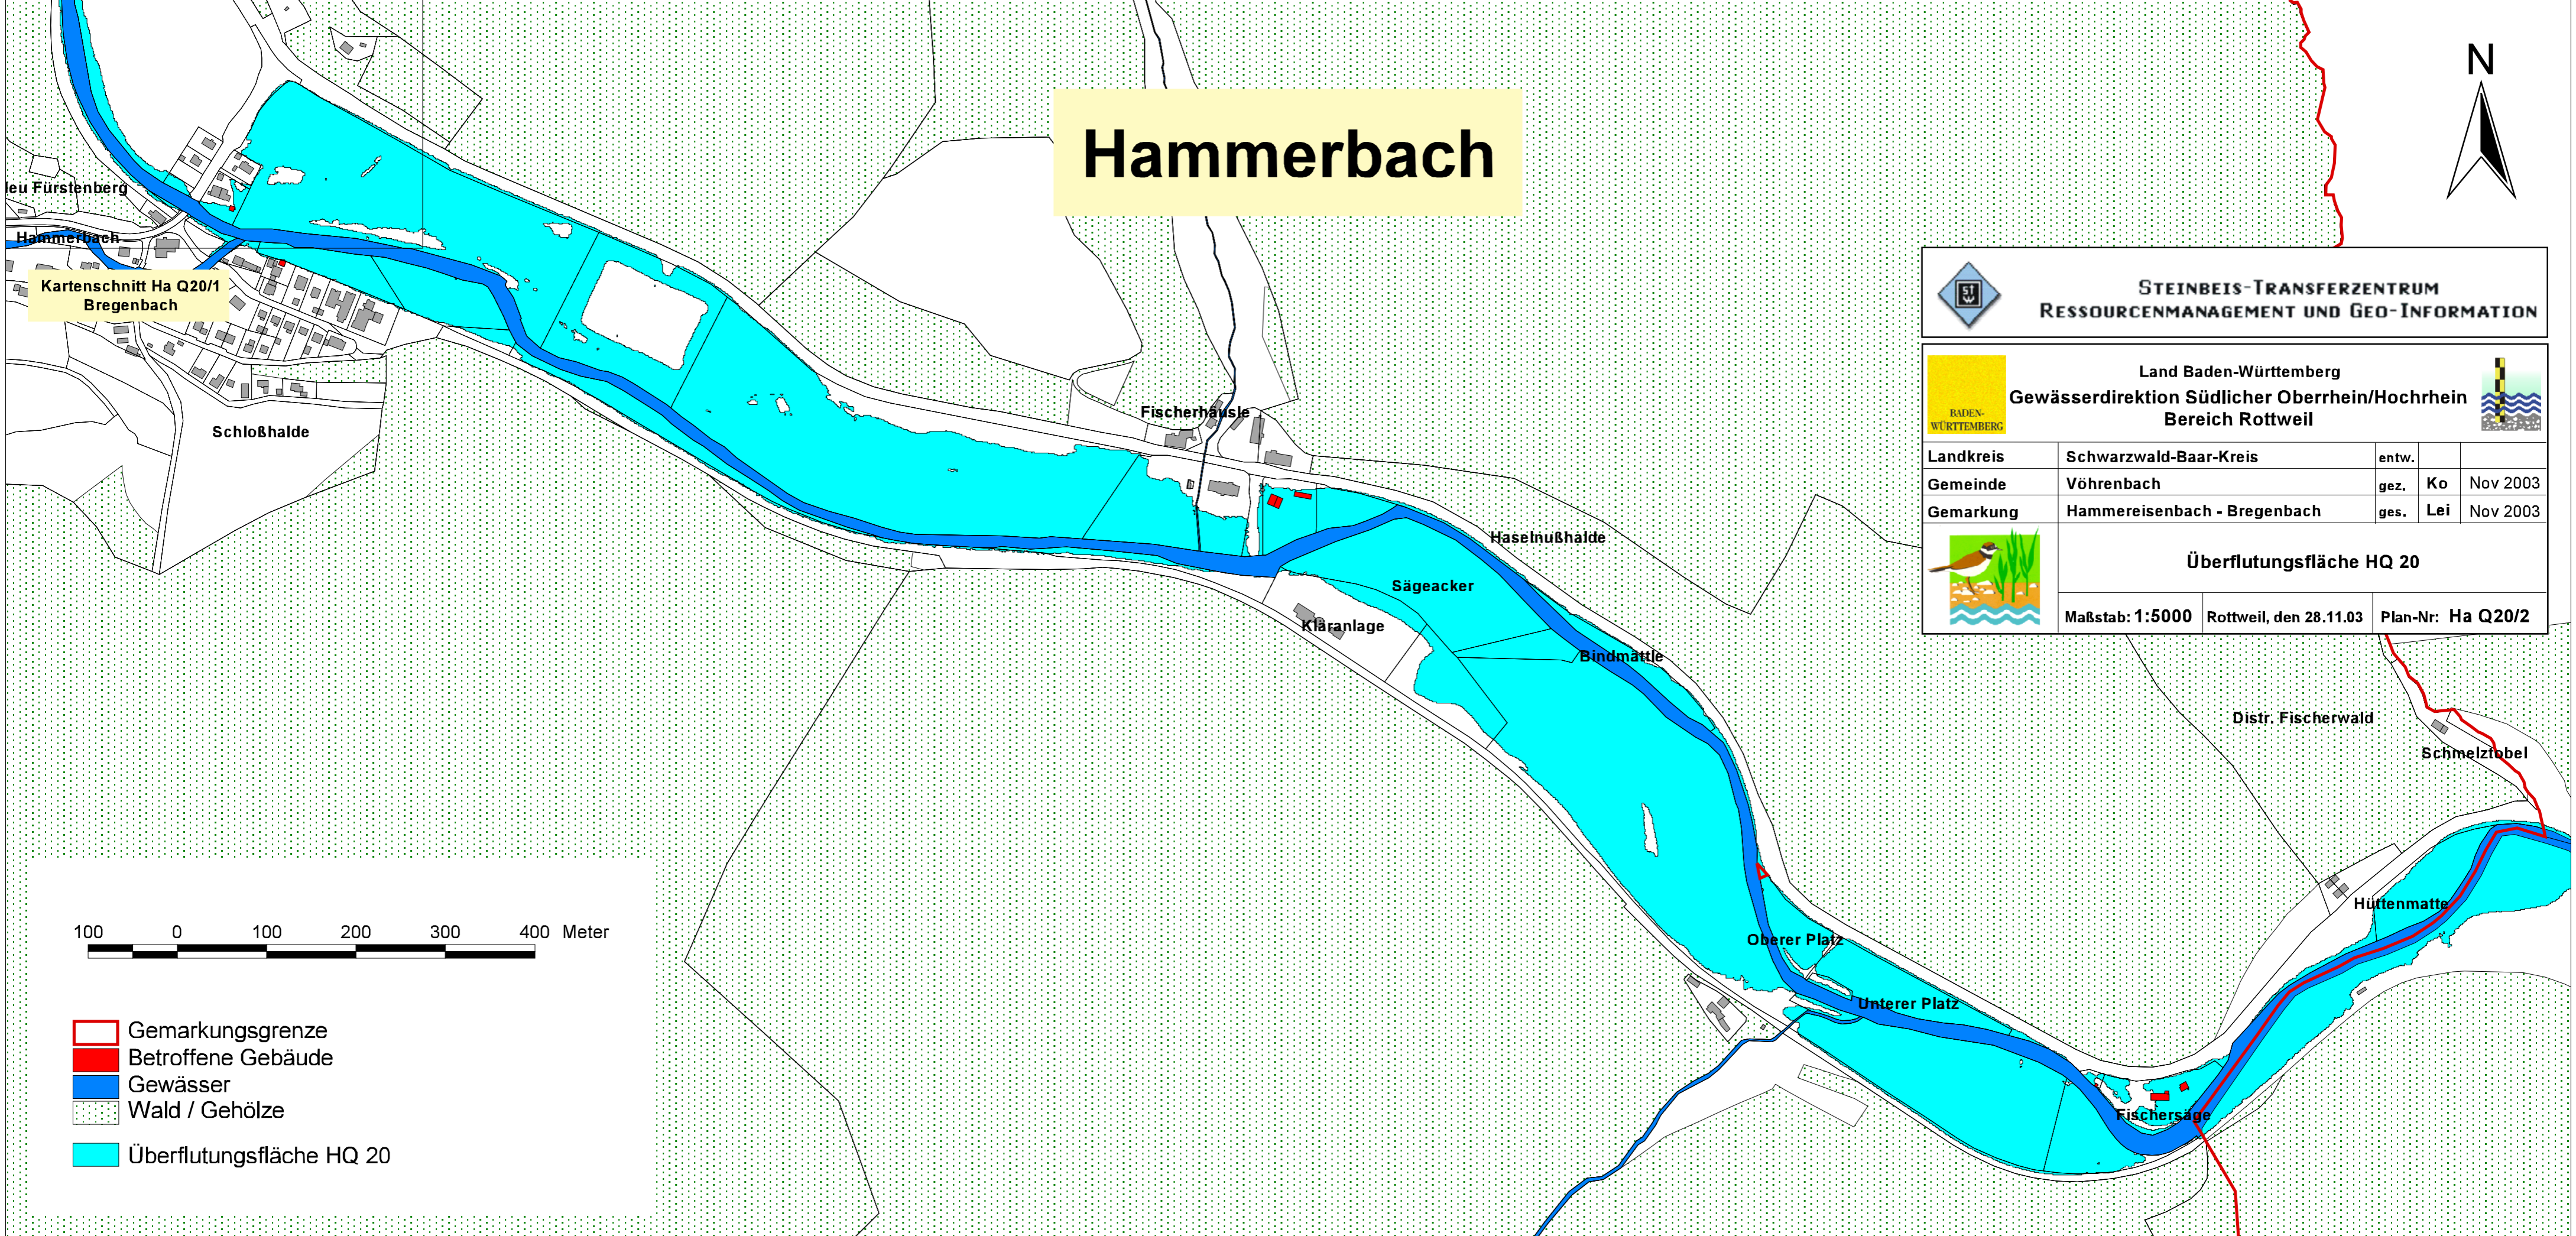 Hammerbach
N
leu Fürstenberg
Hammerbach
Kartenschnitt Ha Q20/1
Bregenbach
Schloßhalde
Fischerhäusle
Haselnußhalde
Sägeacker
Kläranlage
Bindmättle
Oberer Platz
Unterer Platz
Fischersäge
Hüttenmatte
Distr. Fischerwald
Schmelztobel
STEINBEIS-TRANSFERZENTRUM
RESSOURCENMANAGEMENT UND GEO-INFORMATION
STW
BADEN-
WÜRTTEMBERG
Land Baden-Württemberg
Gewässerdirektion Südlicher Oberrhein/Hochrhein
Bereich Rottweil
Landkreis Schwarzwald-Baar-Kreis entw.
Gemeinde Vöhrenbach gez. Ko Nov 2003
Gemarkung Hammereisenbach - Bregenbach ges. Lei Nov 2003
Überflutungsfläche HQ 20
Maßstab: 1:5000 Rottweil, den 28.11.03 Plan-Nr: Ha Q20/2
100 0 100 200 300 400 Meter
Gemarkungsgrenze
Betroffene Gebäude
Gewässer
Wald / Gehölze
Überflutungsfläche HQ 20